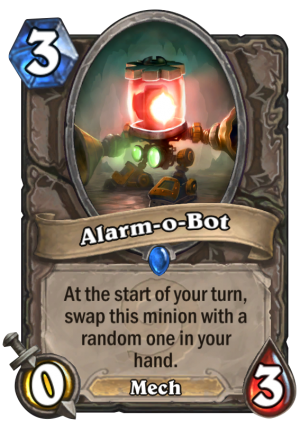 3
Alarm-o-Bot
At the start of your turn,
swap this minion with a
random one in your
hand.
0
Mech
3